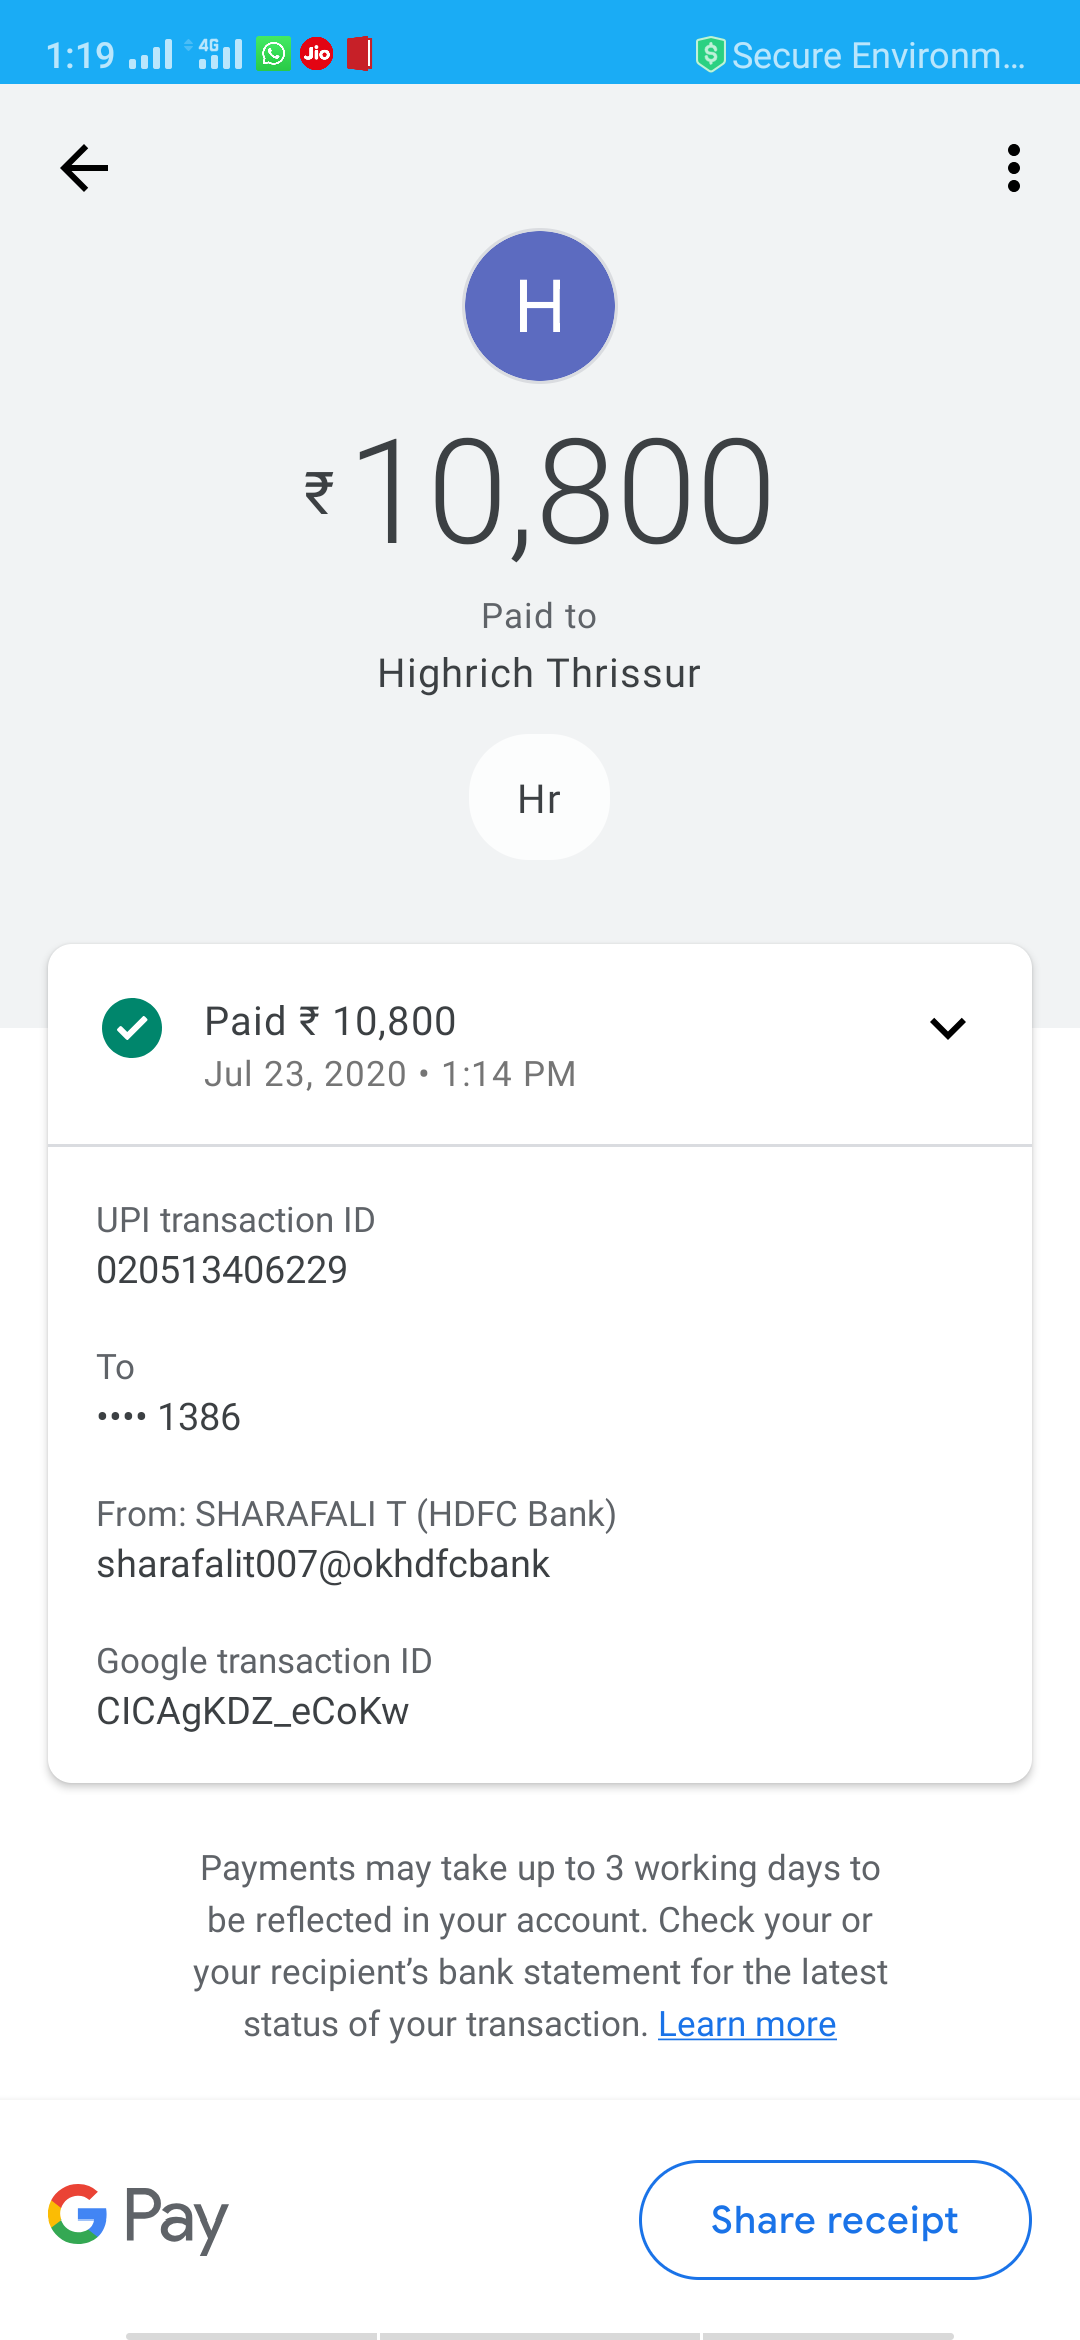 1:19 4G Jio Secure Environm...
H
₹10,800
Paid to
Highrich Thrissur
Hr
Paid ₹ 10,800
Jul 23, 2020 • 1:14 PM
UPI transaction ID
020513406229
To
•••• 1386
From: SHARAFALI T (HDFC Bank)
sharafalit007@okhdfcbank
Google transaction ID
CICAgKDZ_eCoKw
Payments may take up to 3 working days to
be reflected in your account. Check your or
your recipient’s bank statement for the latest
status of your transaction. Learn more
G Pay Share receipt